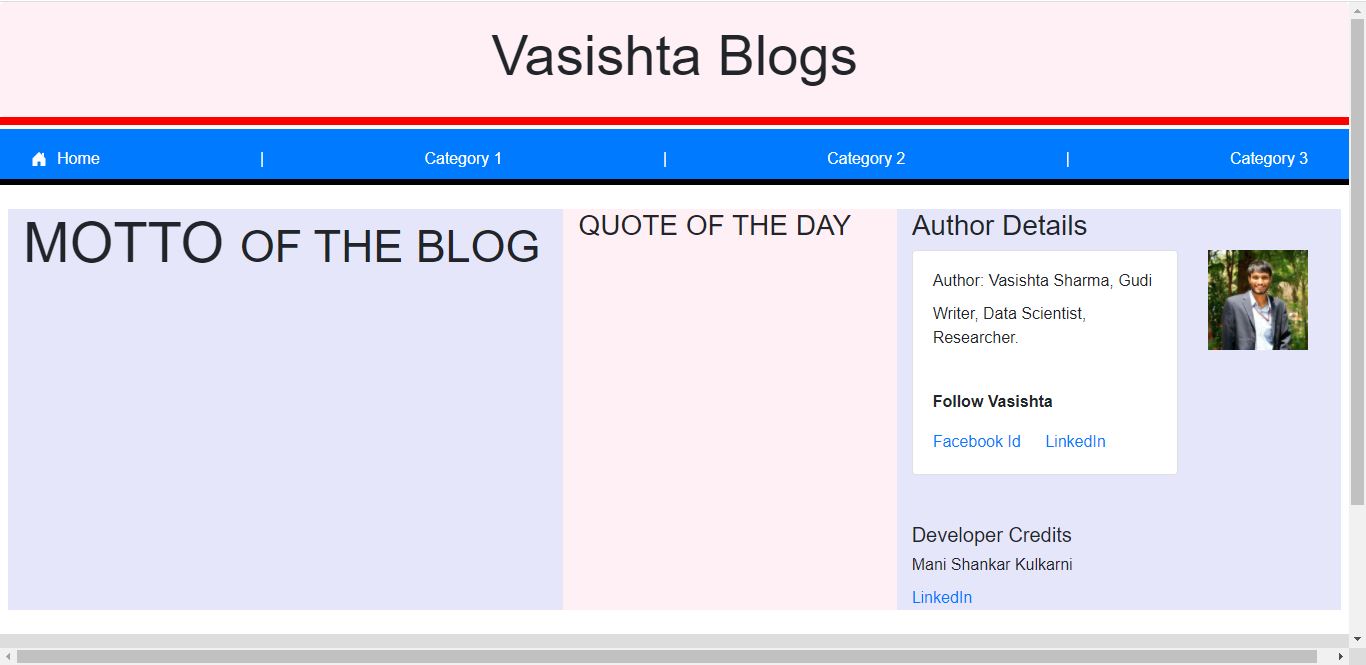 Vasishta Blogs
Home | Category 1 | Category 2 | Category 3
MOTTO OF THE BLOG
QUOTE OF THE DAY
Author Details
Author: Vasishta Sharma, Gudi
Writer, Data Scientist,
Researcher.
Follow Vasishta
Facebook Id LinkedIn
Developer Credits
Mani Shankar Kulkarni
LinkedIn